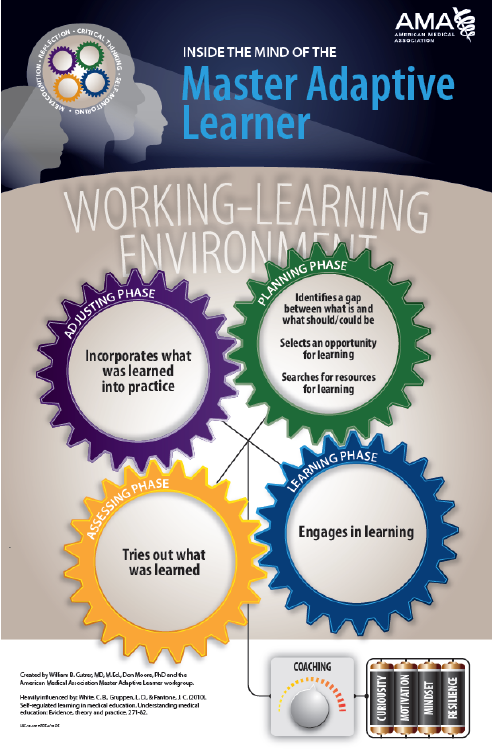 AMA
AMERICAN MEDICAL
ASSOCIATION
REFLECTION • CRITICAL THINKING • SELF-MONITORING • METACOGNITION •
INSIDE THE MIND OF THE
Master Adaptive
Learner
WORKING–LEARNING
ENVIRONMENT
ADJUSTING PHASE
Incorporates what
was learned
into practice
PLANNING PHASE
Identifies a gap
between what is and
what should/could be
Selects an opportunity
for learning
Searches for resources
for learning
ASSESSING PHASE
Tries out what
was learned
LEARNING PHASE
Engages in learning
COACHING
CURIOUSITY
MOTIVATION
MINDSET
RESILIENCE
Created by William B. Cutrer, MD, M.Ed., Don Moore, PhD and the
American Medical Association Master Adaptive Learner workgroup.
Heavily influenced by: White, C. B., Gruppen, L. D., & Fantone, J. C. (2010).
Self-regulated learning in medical education. Understanding medical
education: Evidence, theory and practice, 271-82.